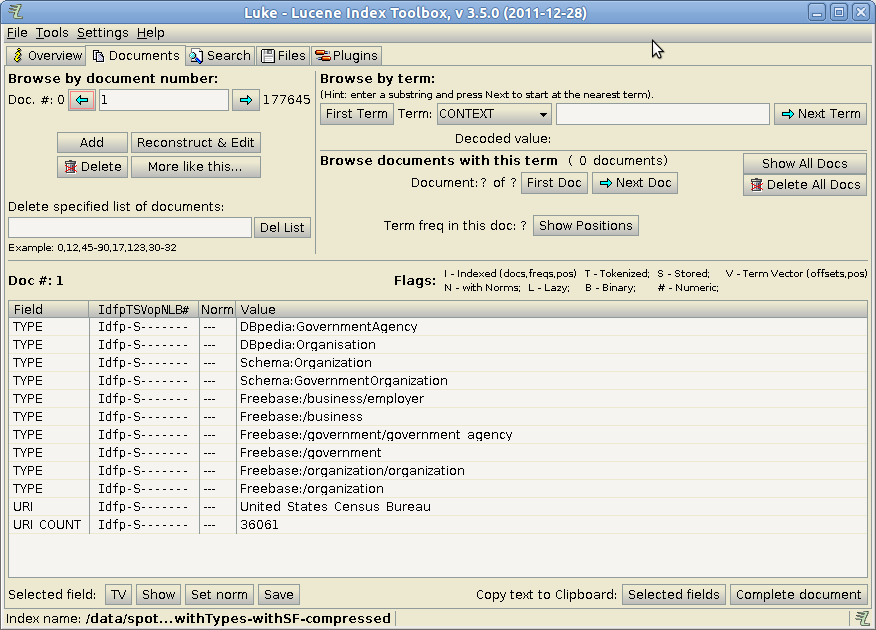 Luke - Lucene Index Toolbox, v 3.5.0 (2011-12-28)
File Tools Settings Help
Overview Documents Search Files Plugins
Browse by document number:
Doc. #: 0 1 177645
Add Reconstruct & Edit
Delete More like this...
Delete specified list of documents:
Del List
Example: 0,12,45-90,17,123,30-32
Browse by term:
(Hint: enter a substring and press Next to start at the nearest term).
First Term Term: CONTEXT Next Term
Decoded value:
Browse documents with this term ( 0 documents)
Show All Docs
Document: ? of ? First Doc Next Doc
Delete All Docs
Term freq in this doc: ? Show Positions
Doc #: 1
Flags: I - Indexed (docs,freqs,pos) T - Tokenized; S - Stored; V - Term Vector (offsets,pos)
N - with Norms; L - Lazy; B - Binary; # - Numeric;
Field IdfpTSVopNLB# Norm Value
TYPE Idfp-S------- --- DBpedia:GovernmentAgency
TYPE Idfp-S------- --- DBpedia:Organisation
TYPE Idfp-S------- --- Schema:Organization
TYPE Idfp-S------- --- Schema:GovernmentOrganization
TYPE Idfp-S------- --- Freebase:/business/employer
TYPE Idfp-S------- --- Freebase:/business
TYPE Idfp-S------- --- Freebase:/government/government_agency
TYPE Idfp-S------- --- Freebase:/government
TYPE Idfp-S------- --- Freebase:/organization/organization
TYPE Idfp-S------- --- Freebase:/organization
URI Idfp-S------- --- United_States_Census_Bureau
URI_COUNT Idfp-S------- --- 36061
Selected field: TV Show Set norm Save Copy text to Clipboard: Selected fields Complete document
Index name: /data/spot...withTypes-withSF-compressed